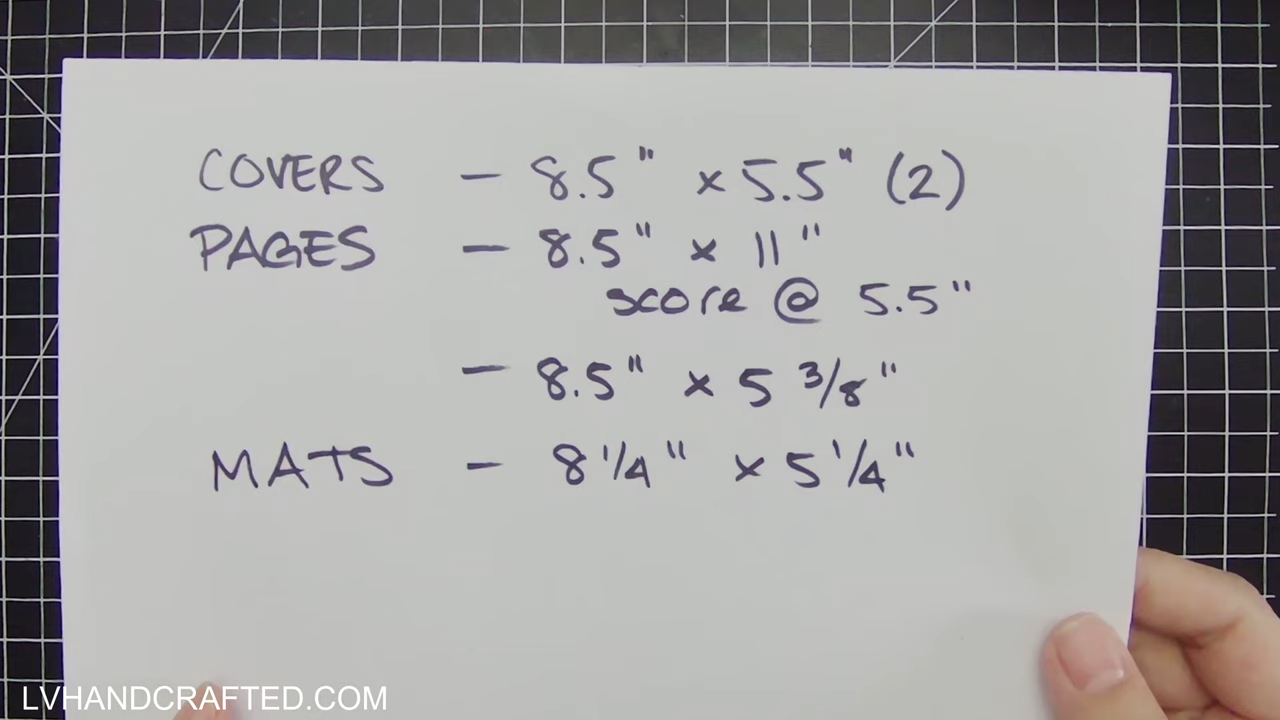 COVERS - 8.5" x 5.5" (2)
PAGES - 8.5" x 11"
score @ 5.5"
- 8.5" x 5 3/8"
MATS - 8 1/4" x 5 1/4"
LVHANDCRAFTED.COM